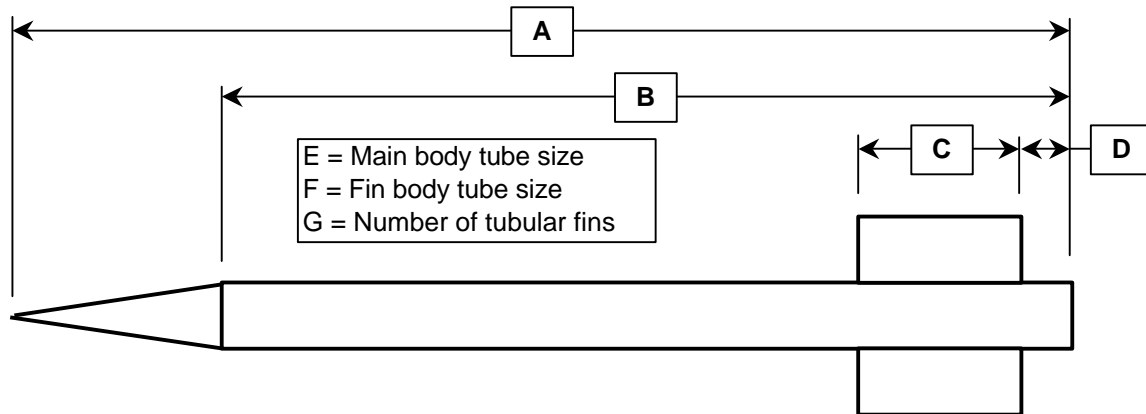 A
B
C
D
E = Main body tube size
F = Fin body tube size
G = Number of tubular fins